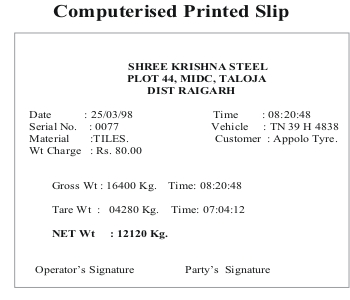 Computerised Printed Slip
SHREE KRISHNA STEEL
PLOT 44, MIDC, TALOJA
DIST RAIGARH
Date : 25/03/98 Time : 08:20:48
Serial No. : 0077 Vehicle : TN 39 H 4838
Material :TILES. Customer : Appolo Tyre.
Wt Charge : Rs. 80.00
Gross Wt : 16400 Kg. Time: 08:20:48
Tare Wt : 04280 Kg. Time: 07:04:12
NET Wt : 12120 Kg.
Operator's Signature Party's Signature